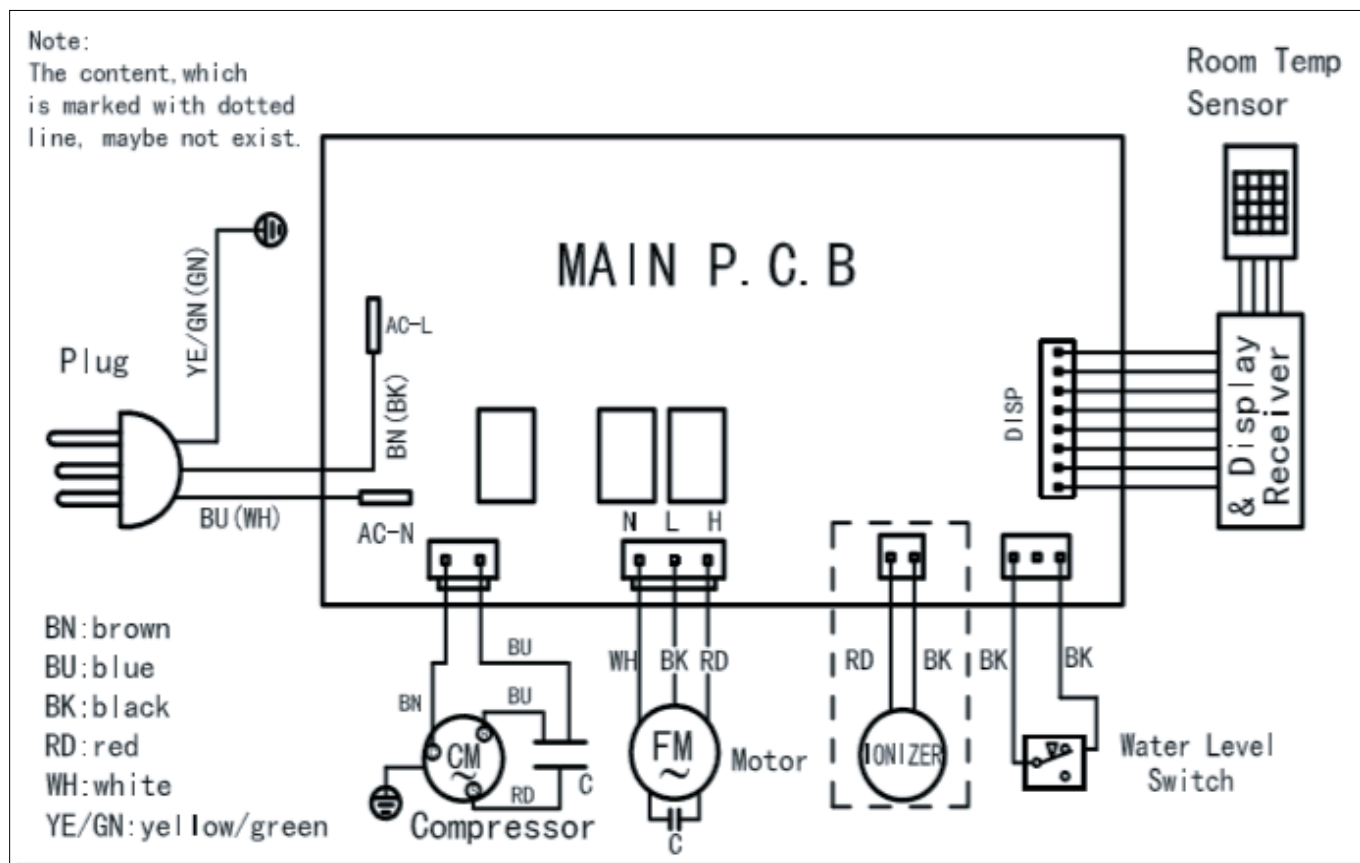 Note:
The content, which
is marked with dotted
line, maybe not exist.
Room Temp
Sensor
MAIN P.C.B
YE/GN(GN)
Plug
AC-L
BN(BK)
BU(WH)
AC-N
N L H
DISP
& Display
Receiver
BN:brown
BU:blue
BK:black
RD:red
WH:white
YE/GN:yellow/green
BU
BN
BU
CM
~
RD
C
Compressor
WH BK RD
FM
~
Motor
C
RD BK
IONIZER
BK BK
Water Level
Switch